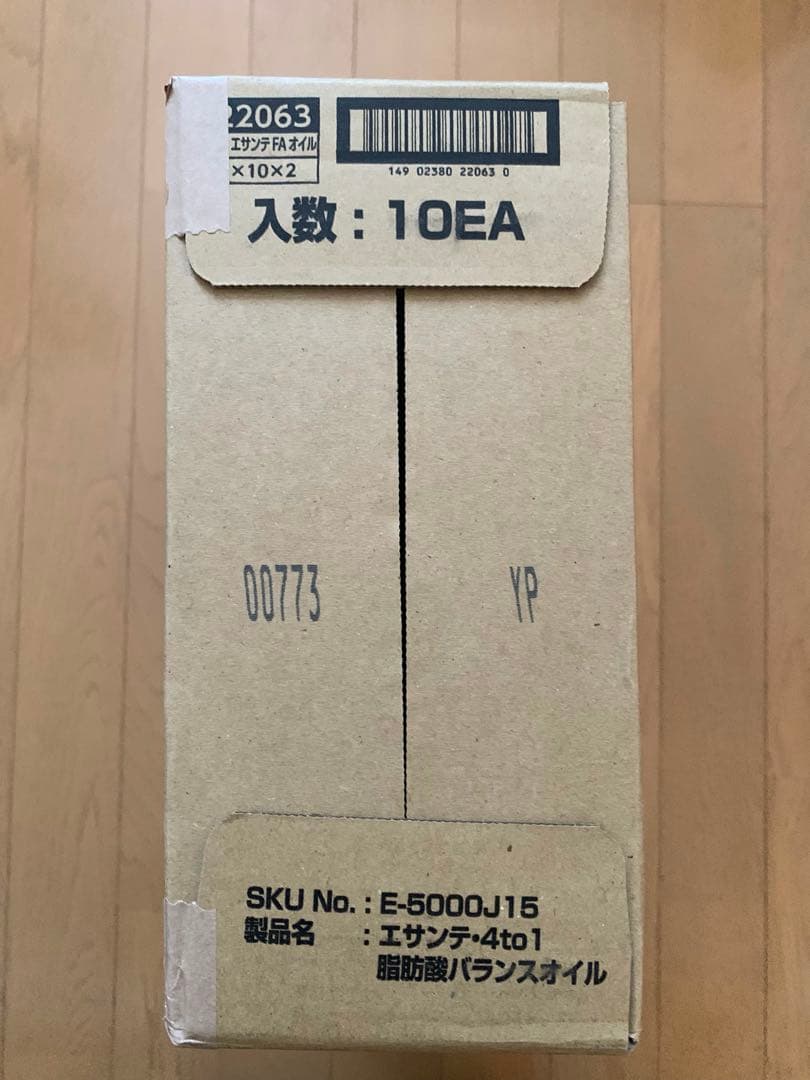 22063
エサンテFAオイル
×10×2
149 02380 22063 0
入数：10EA
00773
YP
SKU No.：E-5000J15
製品名　：エサンテ・4to1
脂肪酸バランスオイル